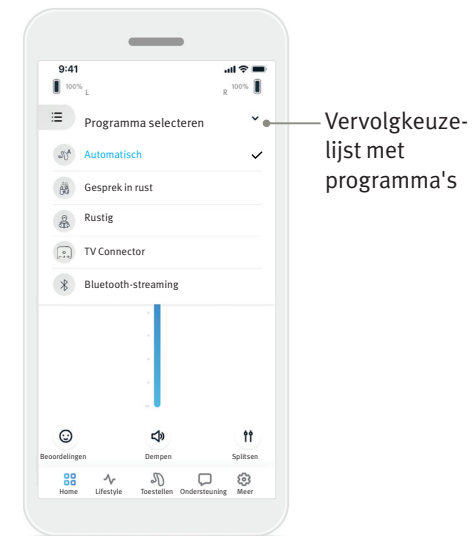 9:41
100% L
R 100%
Programma selecteren
Automatisch
Gesprek in rust
Rustig
TV Connector
Bluetooth-streaming
Beoordelingen Dempen Splitsen
Home Lifestyle Toestellen Ondersteuning Meer
Vervolgkeuze-
lijst met
programma's